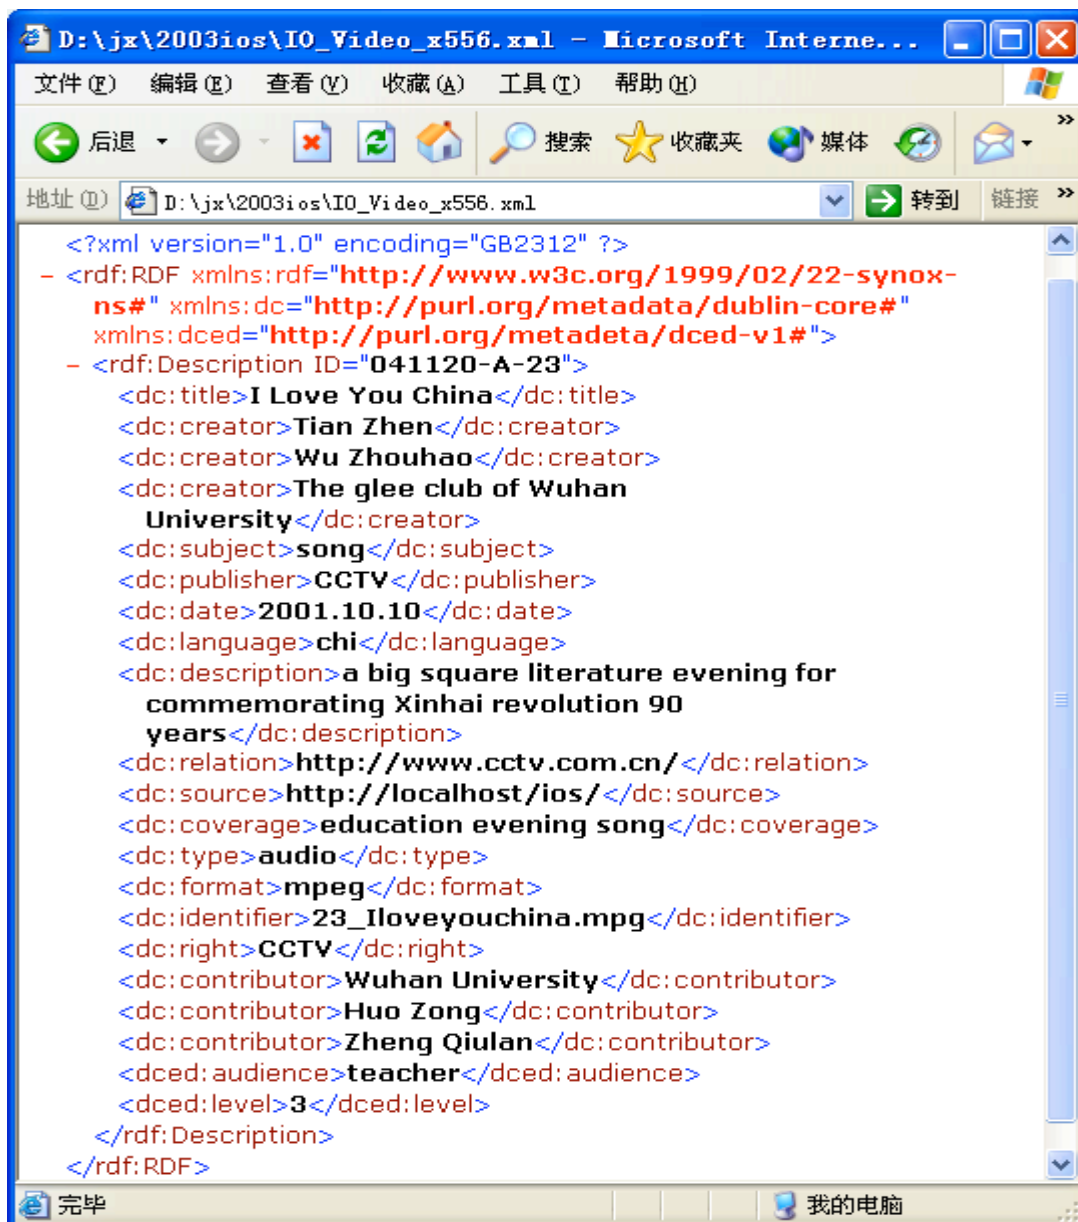 D:\jx\2003ios\IO_Video_x556.xml - Microsoft Interne...
文件(F) 编辑(E) 查看(V) 收藏(A) 工具(T) 帮助(H)
后退 搜索 收藏夹 媒体 »
地址(D) D:\jx\2003ios\IO_Video_x556.xml 转到 链接 »
<?xml version="1.0" encoding="GB2312" ?>
- <rdf:RDF xmlns:rdf="http://www.w3c.org/1999/02/22-synox-
ns#" xmlns:dc="http://purl.org/metadata/dublin-core#"
xmlns:dced="http://purl.org/metadeta/dced-v1#">
- <rdf:Description ID="041120-A-23">
<dc:title>I Love You China</dc:title>
<dc:creator>Tian Zhen</dc:creator>
<dc:creator>Wu Zhouhao</dc:creator>
<dc:creator>The glee club of Wuhan
University</dc:creator>
<dc:subject>song</dc:subject>
<dc:publisher>CCTV</dc:publisher>
<dc:date>2001.10.10</dc:date>
<dc:language>chi</dc:language>
<dc:description>a big square literature evening for
commemorating Xinhai revolution 90
years</dc:description>
<dc:relation>http://www.cctv.com.cn/</dc:relation>
<dc:source>http://localhost/ios/</dc:source>
<dc:coverage>education evening song</dc:coverage>
<dc:type>audio</dc:type>
<dc:format>mpeg</dc:format>
<dc:identifier>23_Iloveyouchina.mpg</dc:identifier>
<dc:right>CCTV</dc:right>
<dc:contributor>Wuhan University</dc:contributor>
<dc:contributor>Huo Zong</dc:contributor>
<dc:contributor>Zheng Qiulan</dc:contributor>
<dced:audience>teacher</dced:audience>
<dced:level>3</dced:level>
</rdf:Description>
</rdf:RDF>
完毕 我的电脑